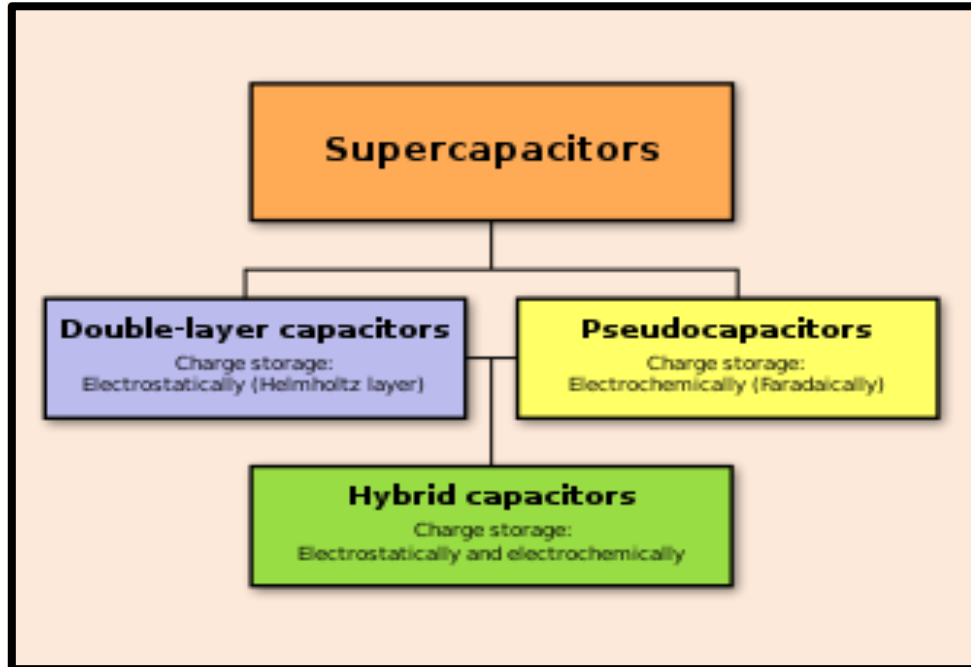 Supercapacitors
Double-layer capacitors
Charge storage:
Electrostatically (Helmholtz layer)
Pseudocapacitors
Charge storage:
Electrochemically (Faradaically)
Hybrid capacitors
Charge storage:
Electrostatically and electrochemically